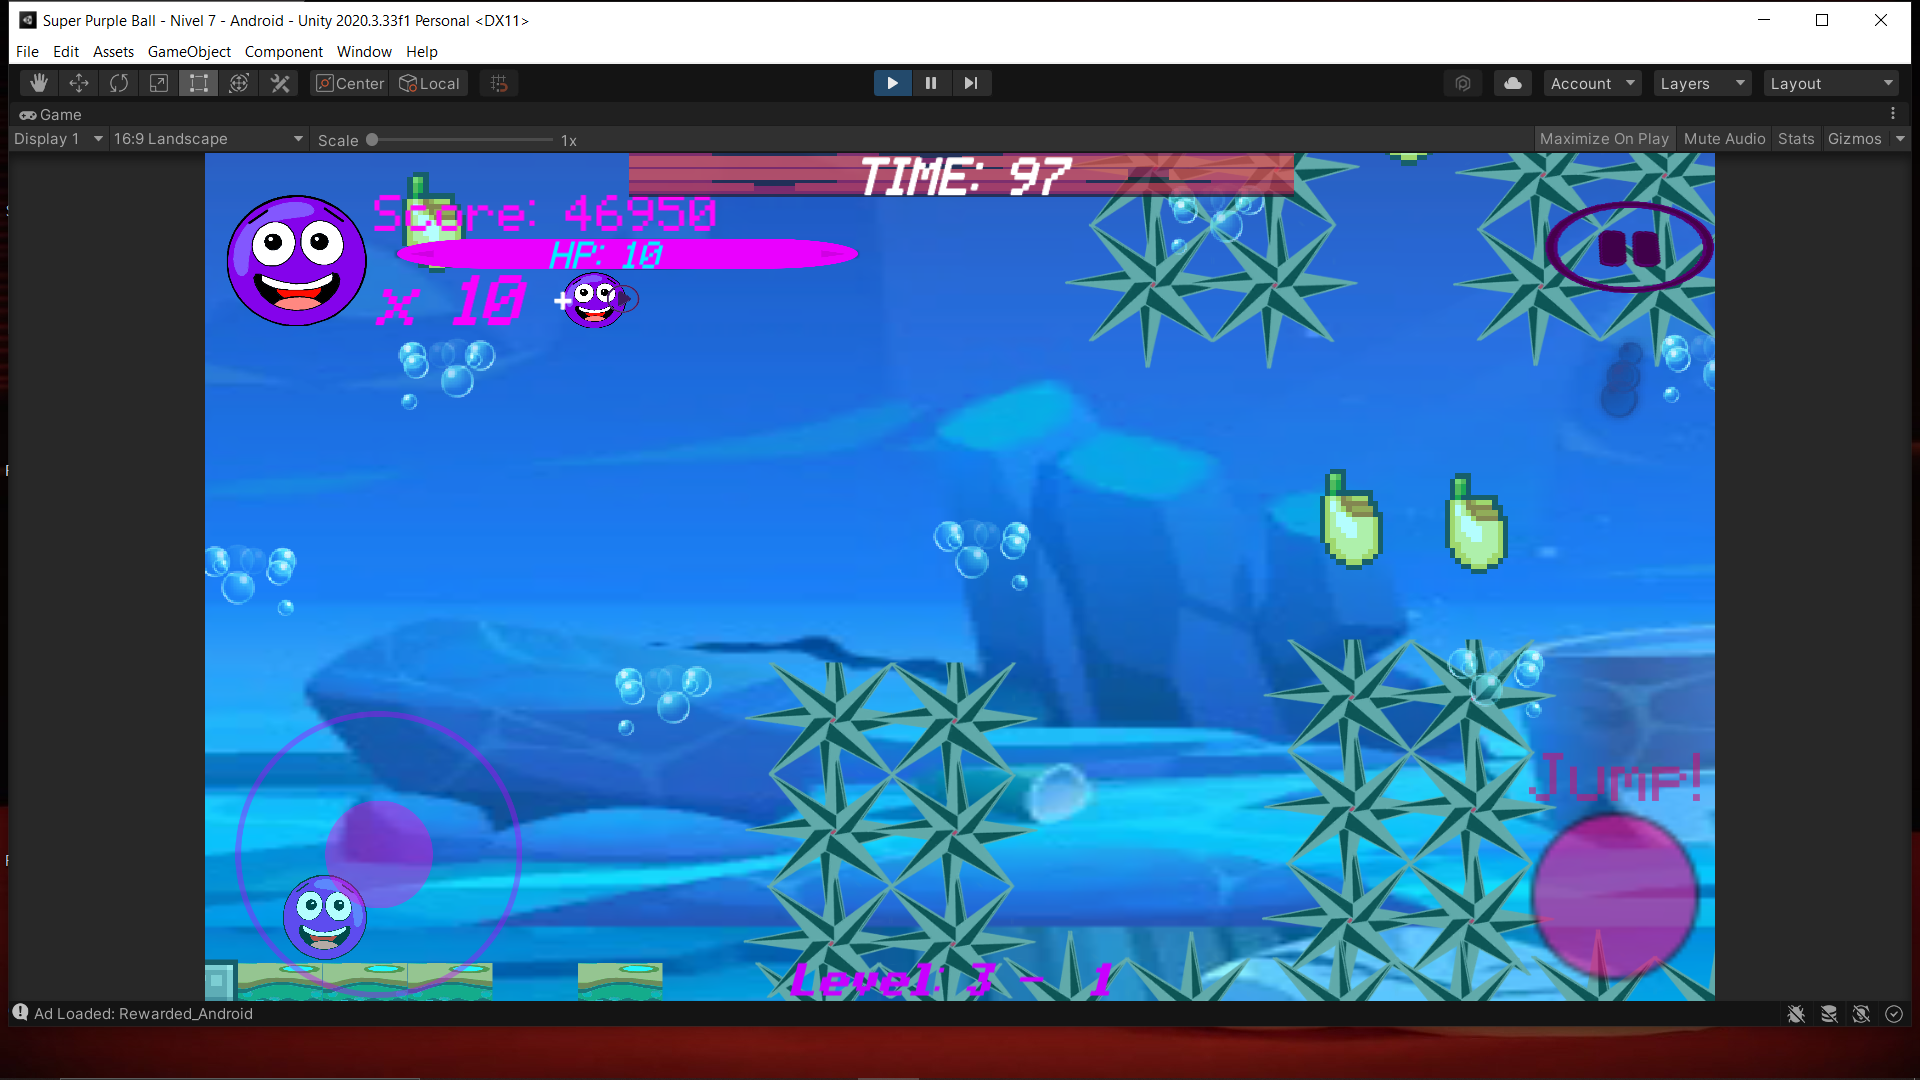 Super Purple Ball - Nivel 7 - Android - Unity 2020.3.33f1 Personal <DX11>
File Edit Assets GameObject Component Window Help
Center Local Account Layers Layout
Game
Display 1 16:9 Landscape Scale 1x Maximize On Play Mute Audio Stats Gizmos
TIME: 97
Score: 46950
HP: 10
x 10 +
Jump!
Level: 3 - 1
Ad Loaded: Rewarded_Android